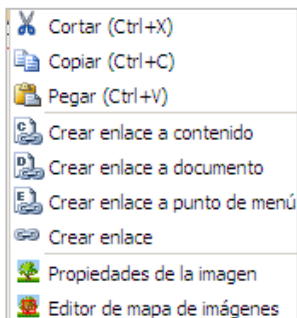 Cortar (Ctrl+X)
Copiar (Ctrl+C)
Pegar (Ctrl+V)
Crear enlace a contenido
Crear enlace a documento
Crear enlace a punto de menú
Crear enlace
Propiedades de la imagen
Editor de mapa de imágenes